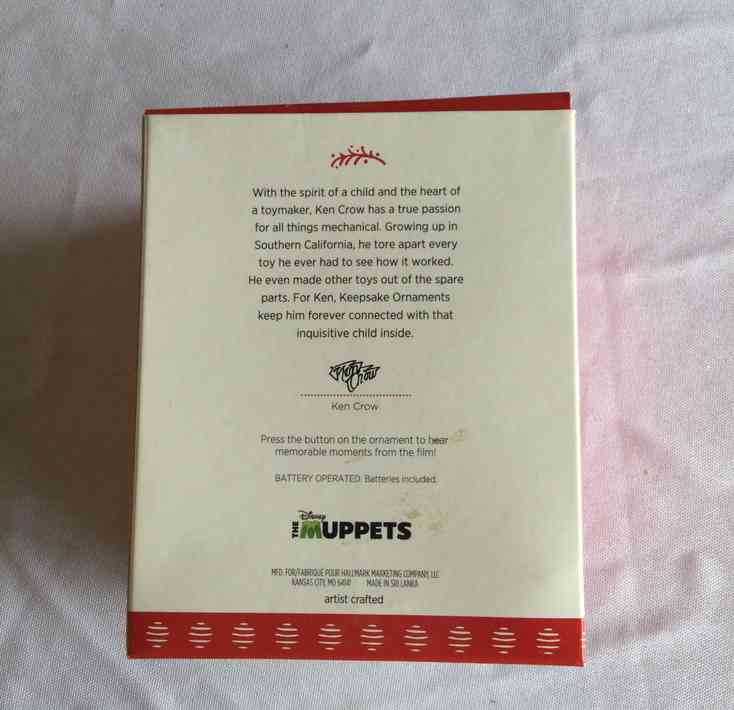 With the spirit of a child and the heart of
a toymaker, Ken Crow has a true passion
for all things mechanical. Growing up in
Southern California, he tore apart every
toy he ever had to see how it worked.
He even made other toys out of the spare
parts. For Ken, Keepsake Ornaments
keep him forever connected with that
inquisitive child inside.
Ken Crow
Ken Crow
Press the button on the ornament to hear
memorable moments from the film!
BATTERY OPERATED. Batteries included.
Disney
THE MUPPETS
MFD. FOR/FABRIQUÉ POUR HALLMARK MARKETING COMPANY, LLC
KANSAS CITY, MO 64141 MADE IN SRI LANKA
artist crafted